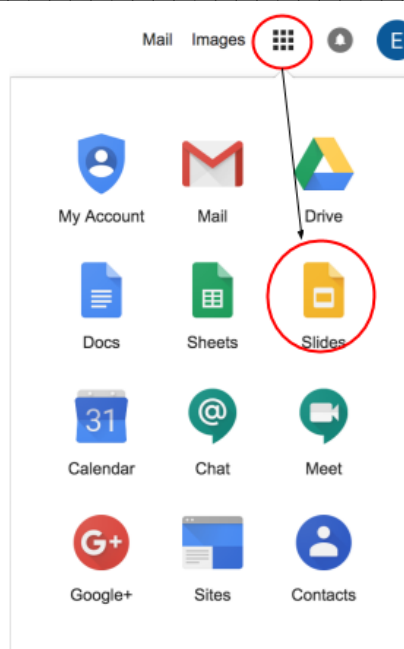 Mail Images E
My Account Mail Drive
Docs Sheets Slides
31 @
Calendar Chat Meet
G+
Google+ Sites Contacts